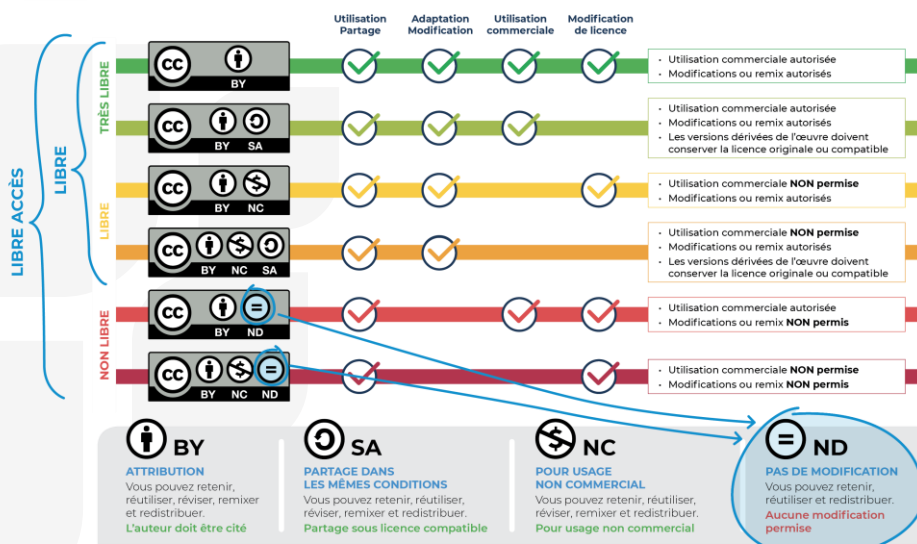 Utilisation
Partage
Adaptation
Modification
Utilisation
commerciale
Modification
de licence
LIBRE ACCÈS
LIBRE
TRÈS LIBRE
cc
BY
• Utilisation commerciale autorisée
• Modifications ou remix autorisés
cc
BY SA
• Utilisation commerciale autorisée
• Modifications ou remix autorisés
• Les versions dérivées de l'œuvre doivent
conserver la licence originale ou compatible
LIBRE
cc
BY NC
• Utilisation commerciale NON permise
• Modifications ou remix autorisés
cc
BY NC SA
• Utilisation commerciale NON permise
• Modifications ou remix autorisés
• Les versions dérivées de l'œuvre doivent
conserver la licence originale ou compatible
NON LIBRE
cc
BY ND
• Utilisation commerciale autorisée
• Modifications ou remix NON permis
cc
BY NC ND
• Utilisation commerciale NON permise
• Modifications ou remix NON permis
BY
ATTRIBUTION
Vous pouvez retenir,
réutiliser, réviser, remixer
et redistribuer.
L'auteur doit être cité
SA
PARTAGE DANS
LES MÊMES CONDITIONS
Vous pouvez retenir, réutiliser,
réviser, remixer et redistribuer.
Partage sous licence compatible
NC
POUR USAGE
NON COMMERCIAL
Vous pouvez retenir, réutiliser,
réviser, remixer et redistribuer.
Pour usage non commercial
ND
PAS DE MODIFICATION
Vous pouvez retenir,
réutiliser et redistribuer.
Aucune modification
permise